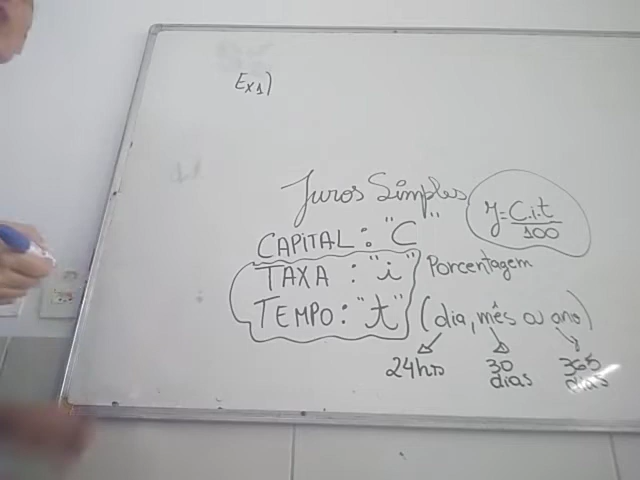 Ex1)
Juros Simples
J=C.i.t
100
CAPITAL: "C"
TAXA : "i" Porcentagem
TEMPO: "t" (dia, mês ou ano)
24hrs 30 dias 365 dias